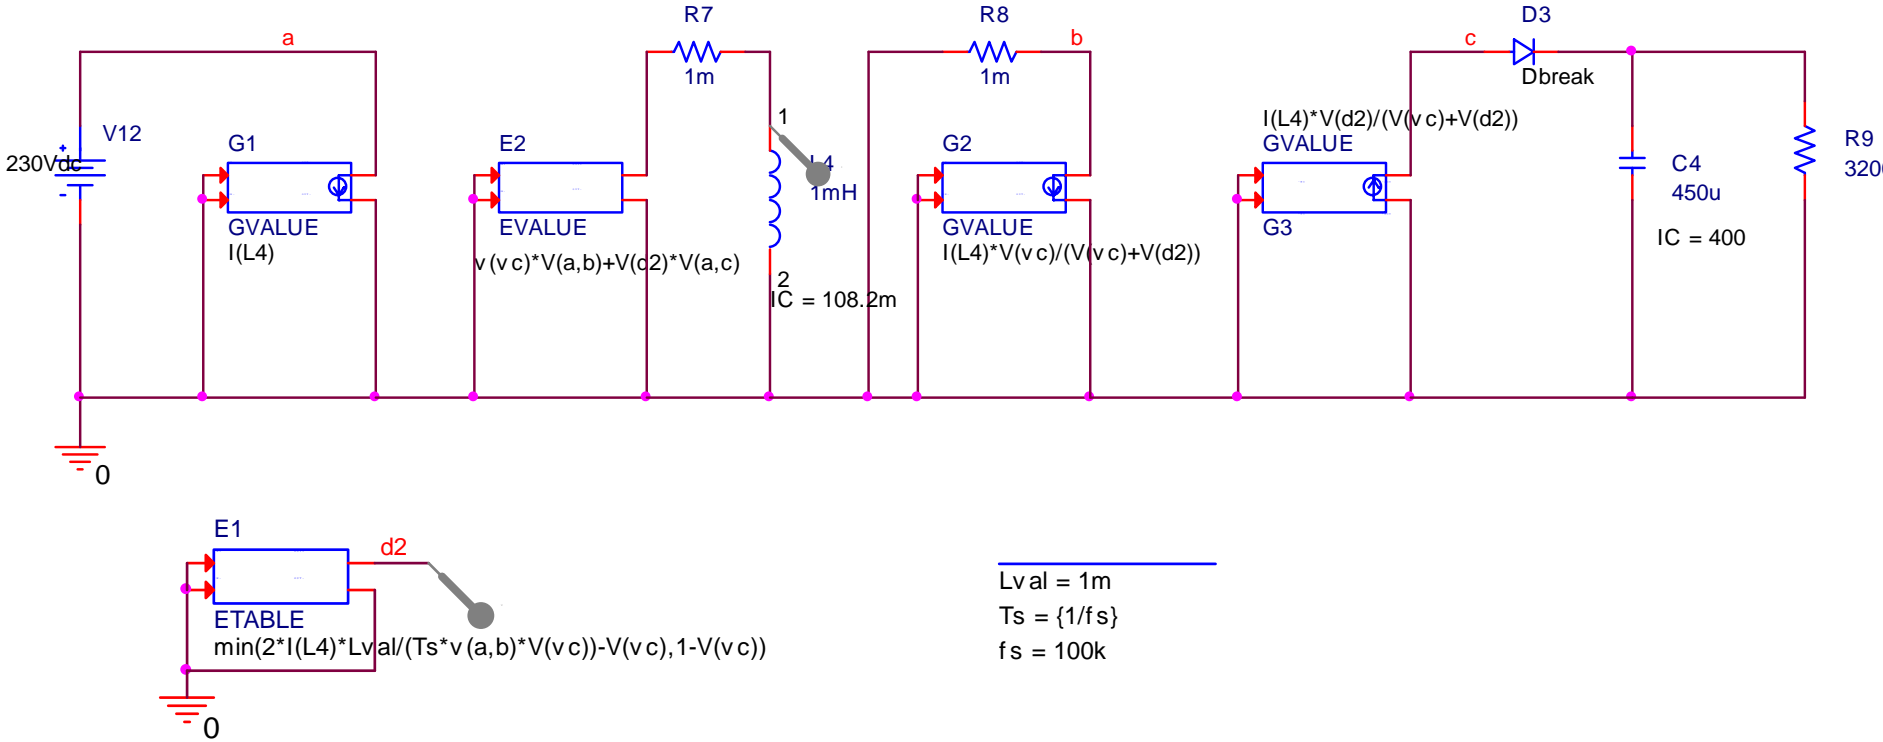 a
R7
1m
R8
1m
b
c
D3
Dbreak
V12
+
230Vdc
-
G1
GVALUE
I(L4)
E2
EVALUE
v(vc)*V(a,b)+V(d2)*V(a,c)
1
L4
1mH
2
IC = 108.2m
G2
GVALUE
I(L4)*V(vc)/(V(vc)+V(d2))
I(L4)*V(d2)/(V(vc)+V(d2))
GVALUE
G3
C4
450u
IC = 400
R9
320
0
E1
d2
ETABLE
min(2*I(L4)*Lval/(Ts*v(a,b)*V(vc))-V(vc),1-V(vc))
0
Lval = 1m
Ts = {1/fs}
fs = 100k